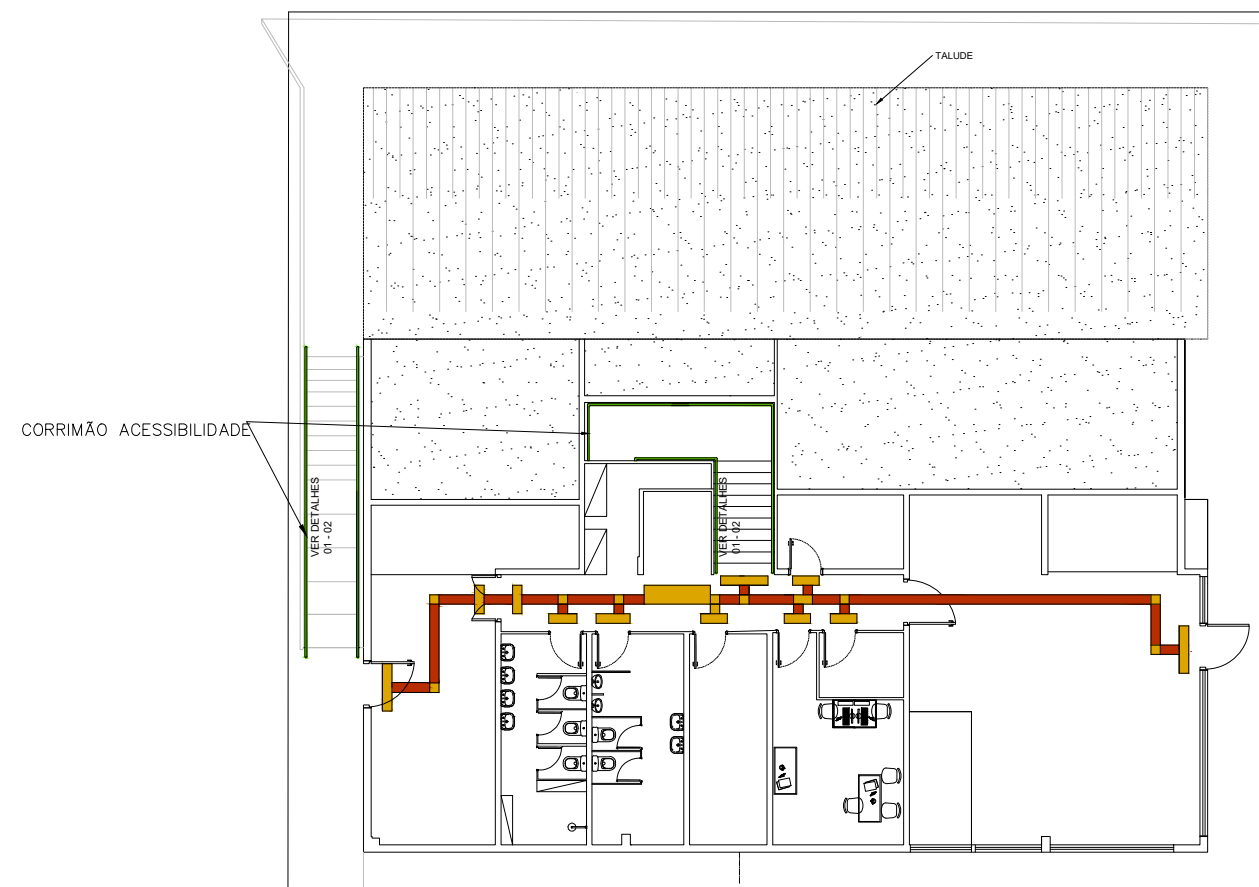 TALUDE
CORRIMÃO ACESSIBILIDADE
VER DETALHES
01 - 02
VER DETALHES
01 - 02